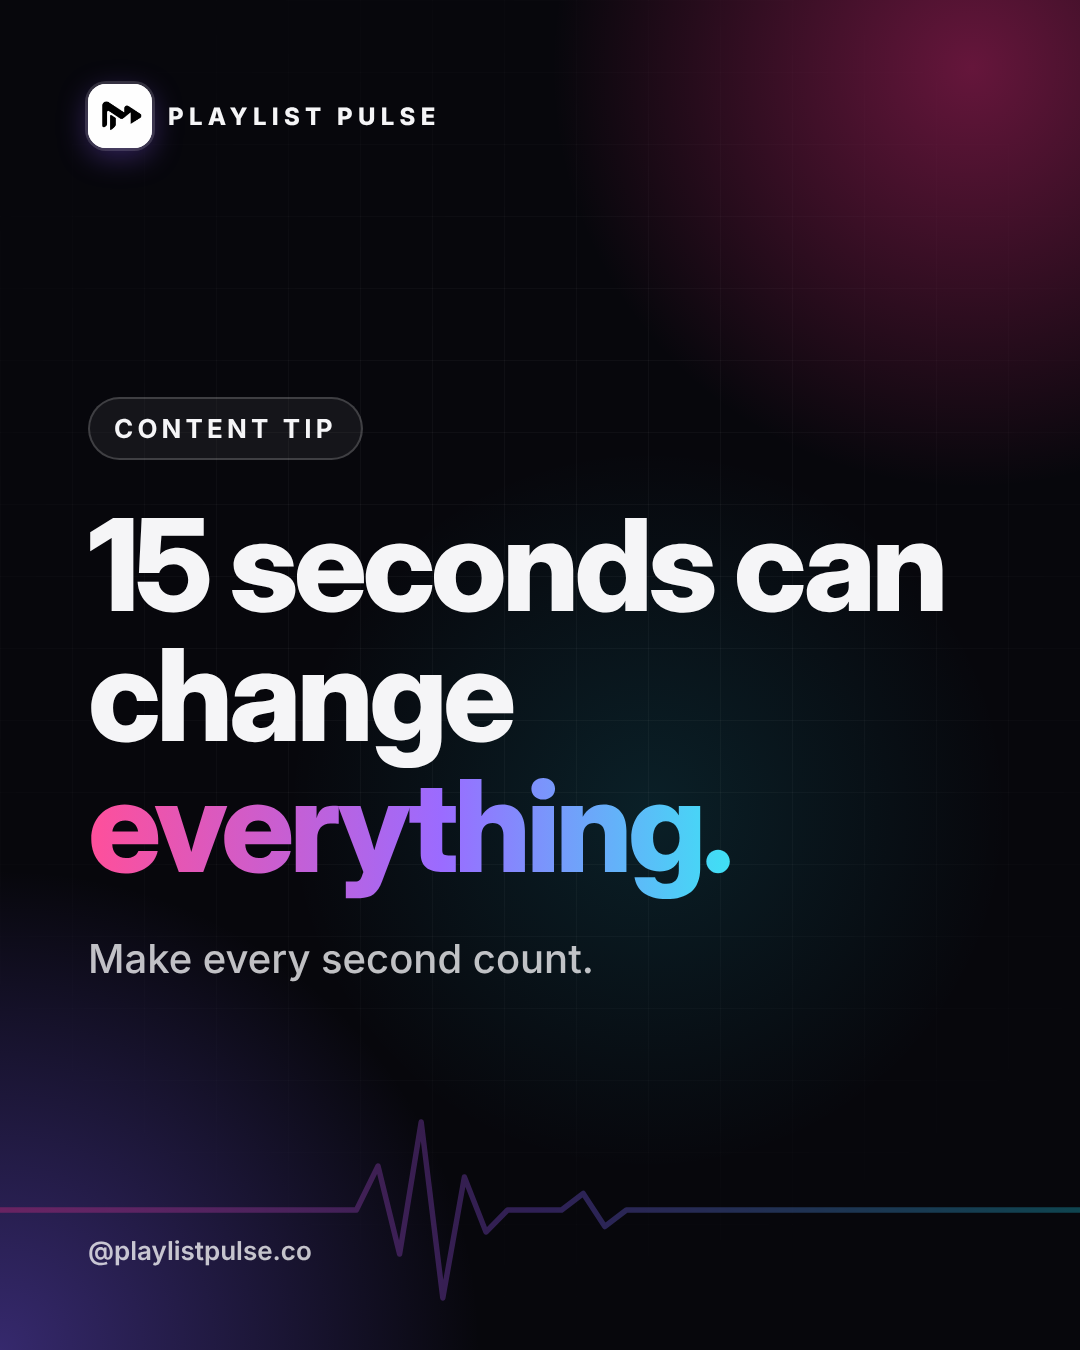 PLAYLIST PULSE
CONTENT TIP
15 seconds can
change
everything.
Make every second count.
@playlistpulse.co